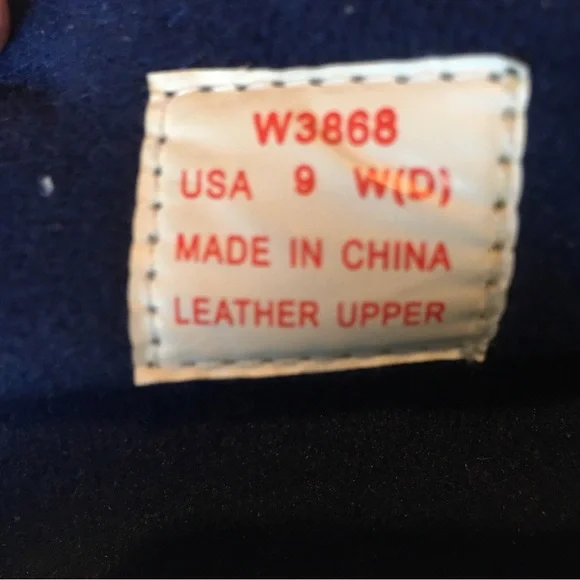 W3868
USA 9 W(D)
MADE IN CHINA
LEATHER UPPER